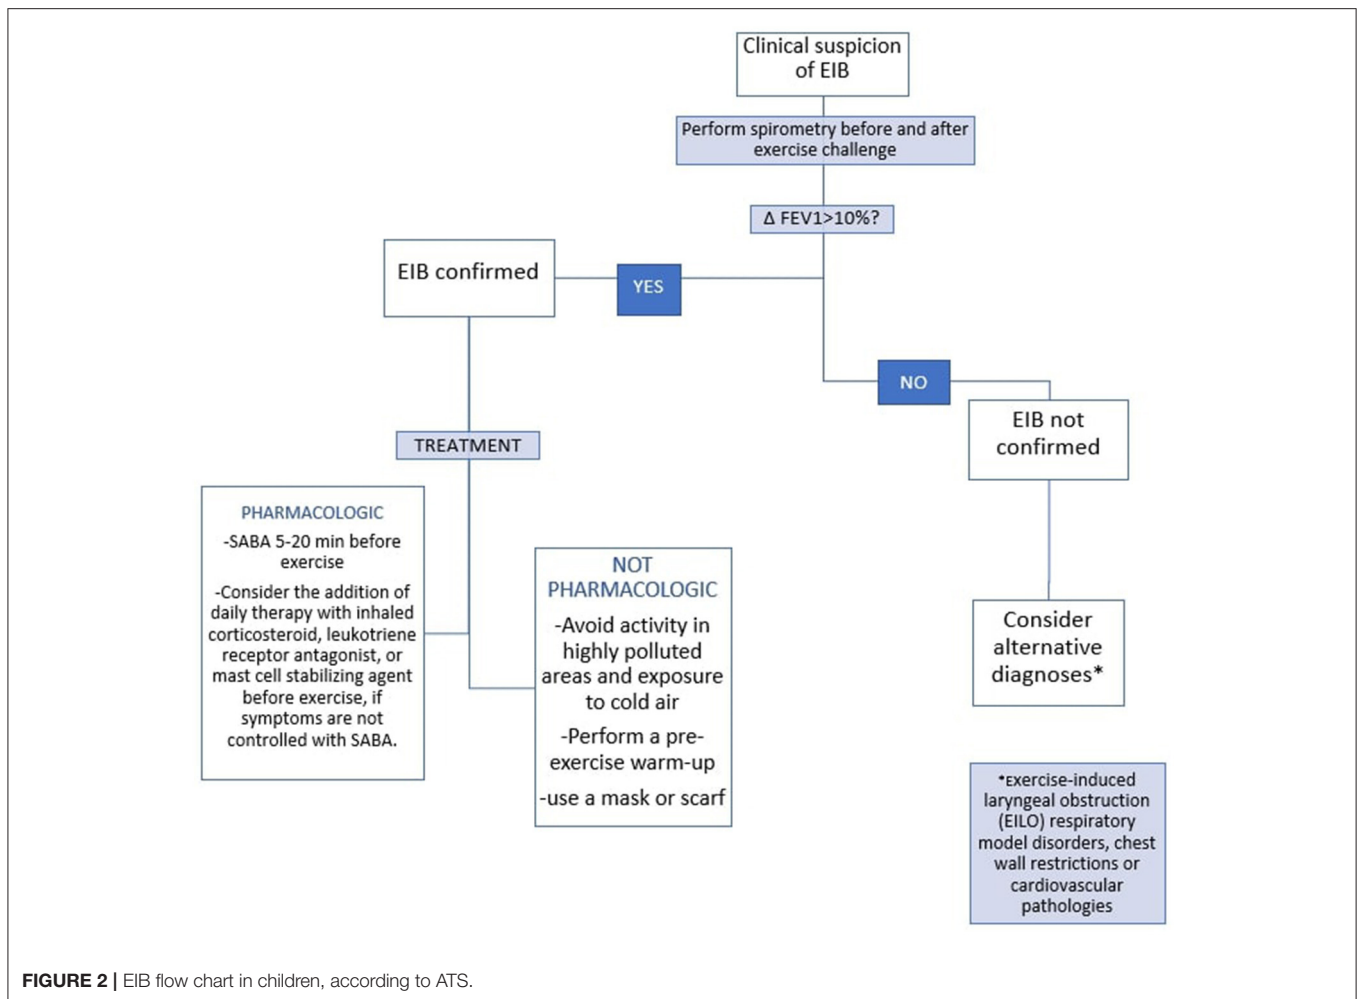 Clinical suspicion
of EIB
Perform spirometry before and after
exercise challenge
Δ FEV1>10%?
EIB confirmed
YES
NO
EIB not
confirmed
TREATMENT
PHARMACOLOGIC
-SABA 5-20 min before
exercise
-Consider the addition of
daily therapy with inhaled
corticosteroid, leukotriene
receptor antagonist, or
mast cell stabilizing agent
before exercise, if
symptoms are not
controlled with SABA.
NOT
PHARMACOLOGIC
-Avoid activity in
highly polluted
areas and exposure
to cold air
-Perform a pre-
exercise warm-up
-use a mask or scarf
Consider
alternative
diagnoses*
*Exercise-induced
laryngeal obstruction
(EILO) respiratory
model disorders, chest
wall restrictions or
cardiovascular
pathologies
FIGURE 2 | EIB flow chart in children, according to ATS.